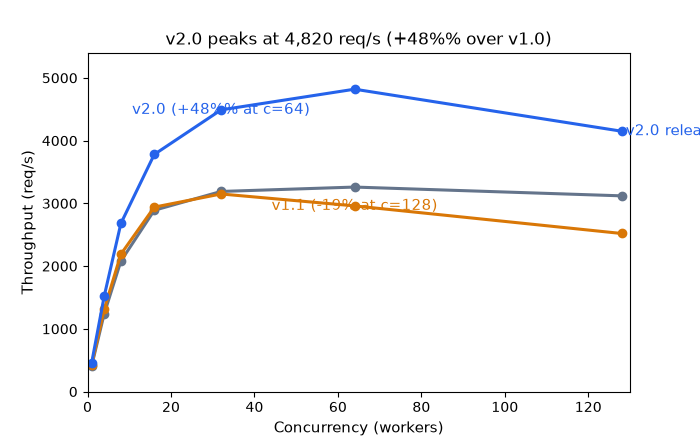 v2.0 peaks at 4,820 req/s (+48%% over v1.0)
Throughput (req/s)
5000
4000
3000
2000
1000
0
v2.0 (+48%% at c=64)
v2.0 relea
v1.1 (-19% at c=128)
0 20 40 60 80 100 120
Concurrency (workers)